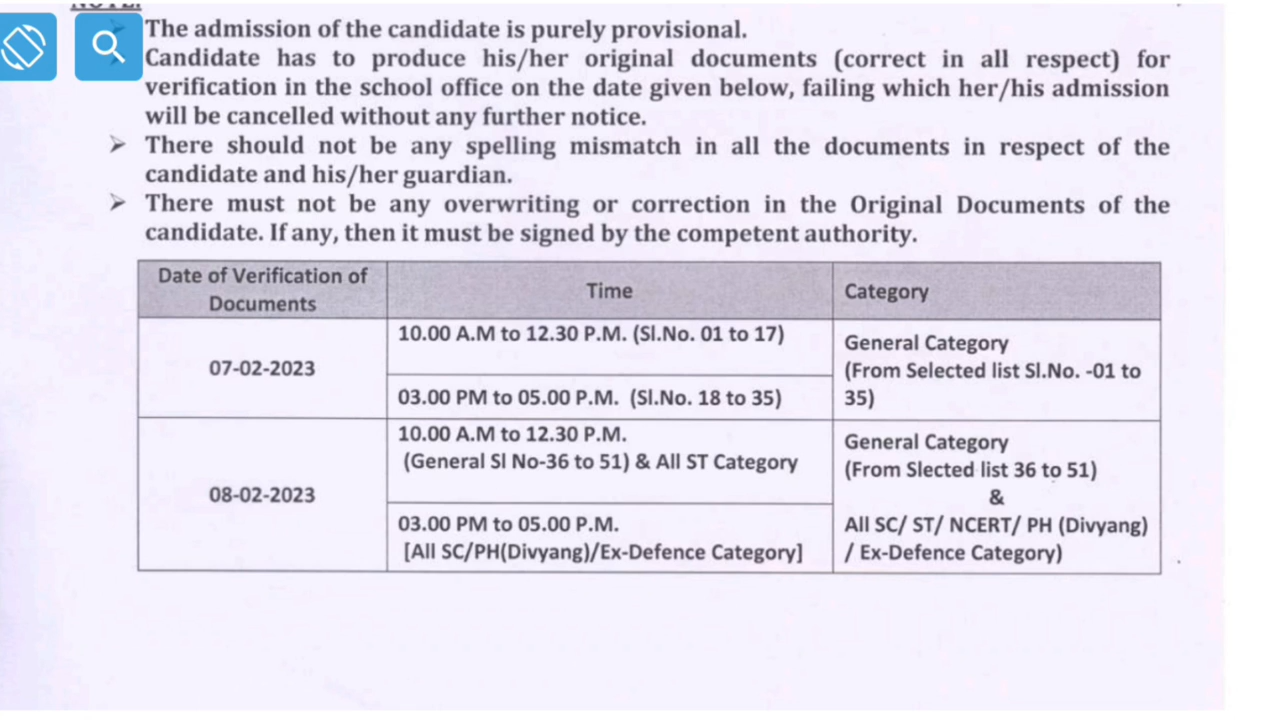 NOTE:
➤ The admission of the candidate is purely provisional.
➤ Candidate has to produce his/her original documents (correct in all respect) for
verification in the school office on the date given below, failing which her/his admission
will be cancelled without any further notice.
➤ There should not be any spelling mismatch in all the documents in respect of the
candidate and his/her guardian.
➤ There must not be any overwriting or correction in the Original Documents of the
candidate. If any, then it must be signed by the competent authority.
Date of Verification of
Documents
Time
Category
07-02-2023
10.00 A.M to 12.30 P.M. (Sl.No. 01 to 17)
03.00 PM to 05.00 P.M. (Sl.No. 18 to 35)
General Category
(From Selected list Sl.No. -01 to
35)
08-02-2023
10.00 A.M to 12.30 P.M.
(General Sl No-36 to 51) & All ST Category
03.00 PM to 05.00 P.M.
[All SC/PH(Divyang)/Ex-Defence Category]
General Category
(From Slected list 36 to 51)
&
All SC/ ST/ NCERT/ PH (Divyang)
/ Ex-Defence Category)